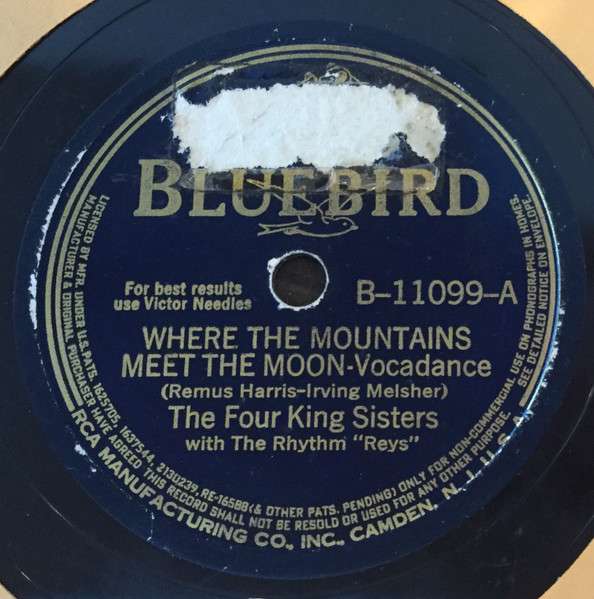 BLUEBIRD
For best results
use Victor Needles
B-11099-A
WHERE THE MOUNTAINS
MEET THE MOON-Vocadance
(Remus Harris-Irving Melsher)
The Four King Sisters
with The Rhythm "Reys"
LICENSED BY MFR. UNDER U.S. PATS. 1625705, 1637544, 2130239, RE-16588 (& OTHER PATS. PENDING) ONLY FOR NON-COMMERCIAL USE ON PHONOGRAPHS IN HOMES.
MANUFACTURER & ORIGINAL PURCHASER HAVE AGREED THIS RECORD SHALL NOT BE RESOLD OR USED FOR ANY OTHER PURPOSE. SEE DETAILED NOTICE ON ENVELOPE.
RCA MANUFACTURING CO., INC., CAMDEN, N. J., U. S. A.